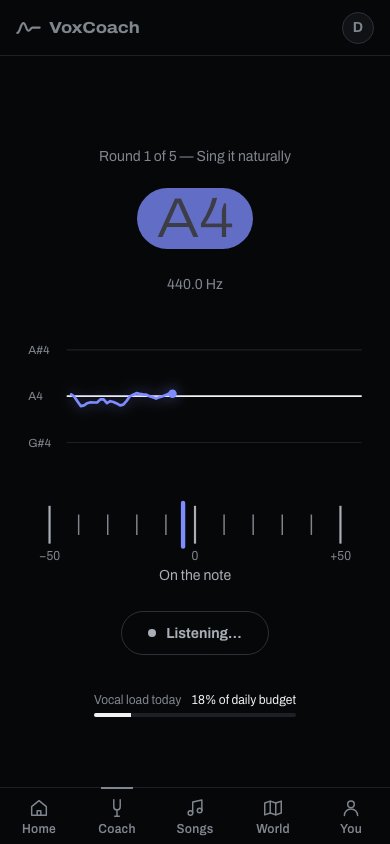 VoxCoach
D
Round 1 of 5 — Sing it naturally
A4
440.0 Hz
A#4
A4
G#4
−50
0
+50
On the note
Listening...
Vocal load today 18% of daily budget
Home
Coach
Songs
World
You